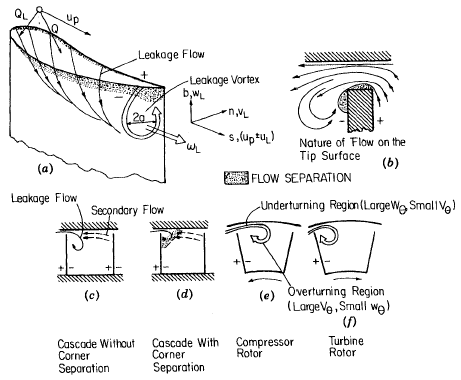 Q_L
Q
u_p
(a)
Leakage Flow
+
−
Leakage Vortex
b,w_L
n,v_L
s,(u_p±u_L)
2a
ω_L
Nature of Flow on the
Tip Surface
−
+
(b)
FLOW SEPARATION
Leakage Flow
Secondary Flow
Underturning Region (Large W_θ, Small V_θ)
+ − + −
(c)
+ − + −
(d)
+ −
(e)
+ −
(f)
Overturning Region
(Large V_θ, Small w_θ)
Cascade Without
Corner
Separation
Cascade With
Corner
Separation
Compressor
Rotor
Turbine
Rotor